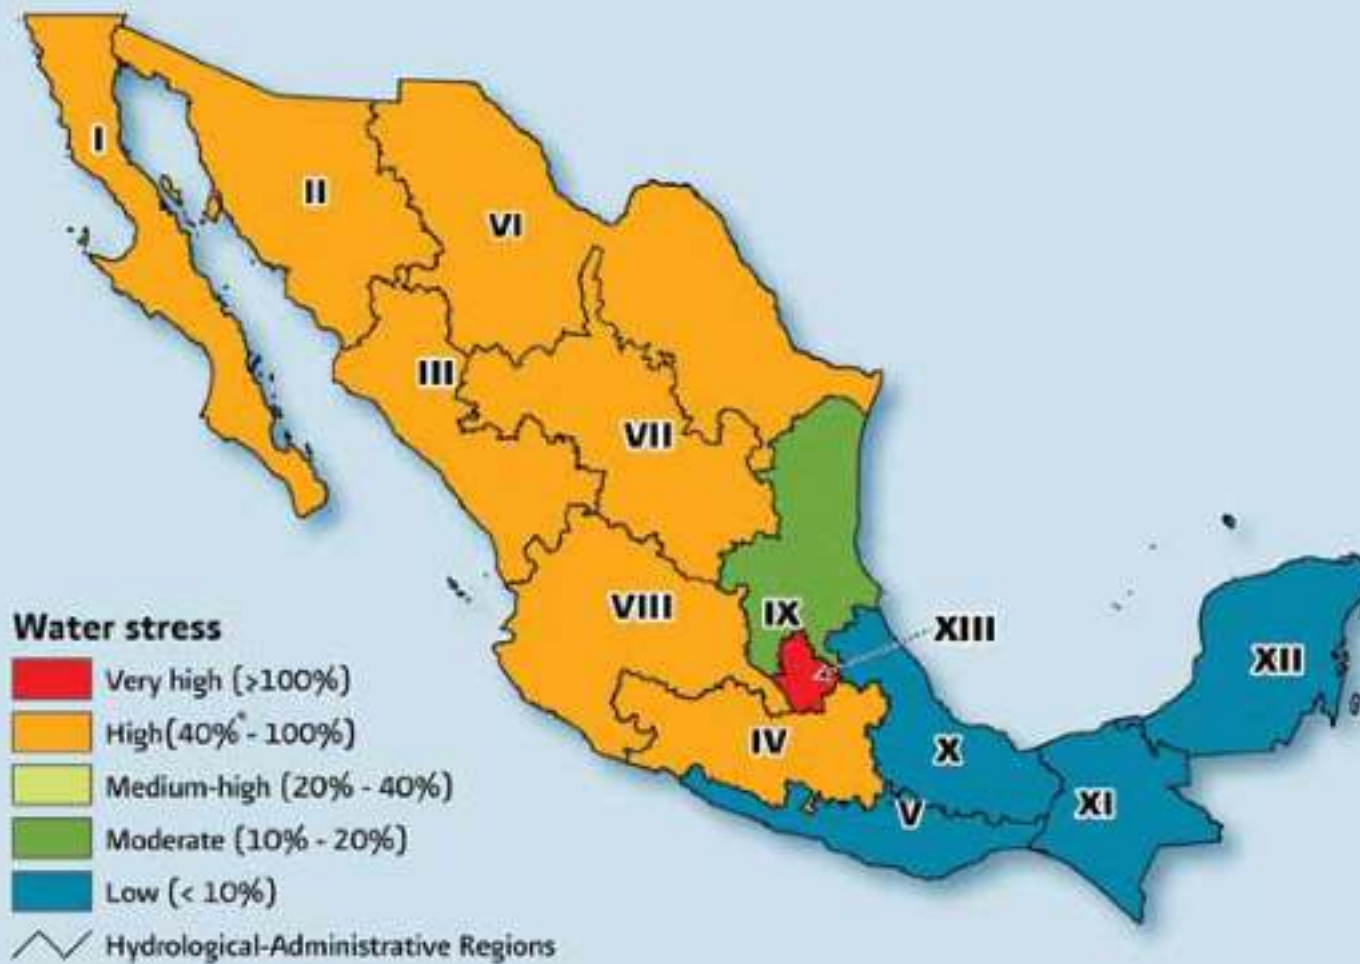 I
II
VI
III
VII
VIII
IX
XIII
XII
IV
X
V
XI
Water stress
Very high (>100%)
High(40% - 100%)
Medium-high (20% - 40%)
Moderate (10% - 20%)
Low (< 10%)
Hydrological-Administrative Regions